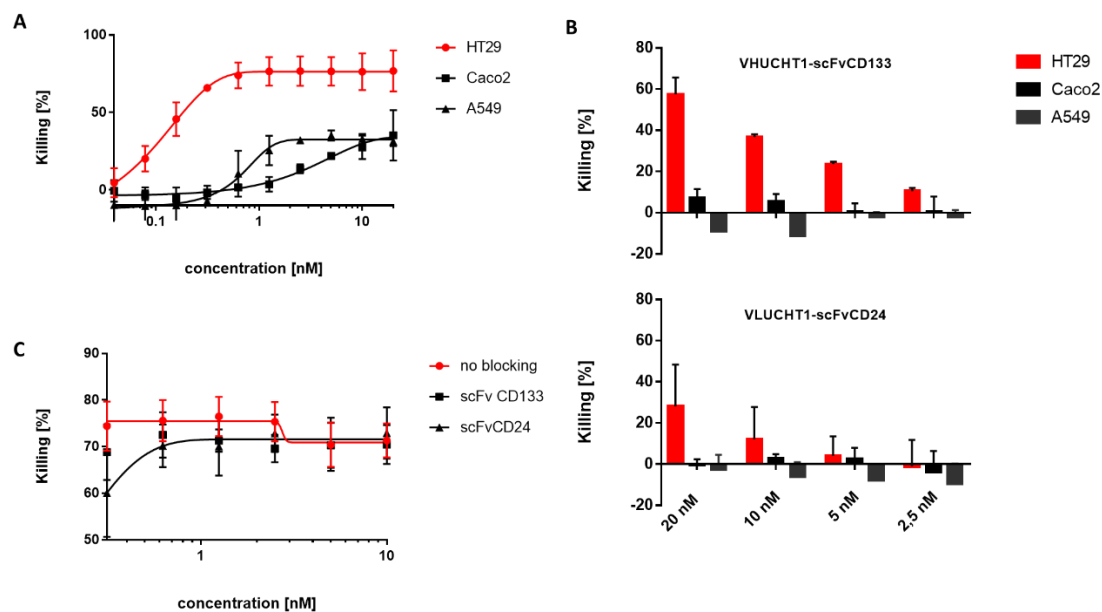 A
Killing [%]
100
50
0
0.1
1
10
concentration [nM]
HT29
Caco2
A549
B
VHUCHT1-scFvCD133
Killing [%]
80
60
40
20
0
-20
HT29
Caco2
A549
VLUCHT1-scFvCD24
Killing [%]
80
60
40
20
0
-20
20 nM
10 nM
5 nM
2,5 nM
C
Killing [%]
90
80
70
60
50
1
10
concentration [nM]
no blocking
scFv CD133
scFvCD24